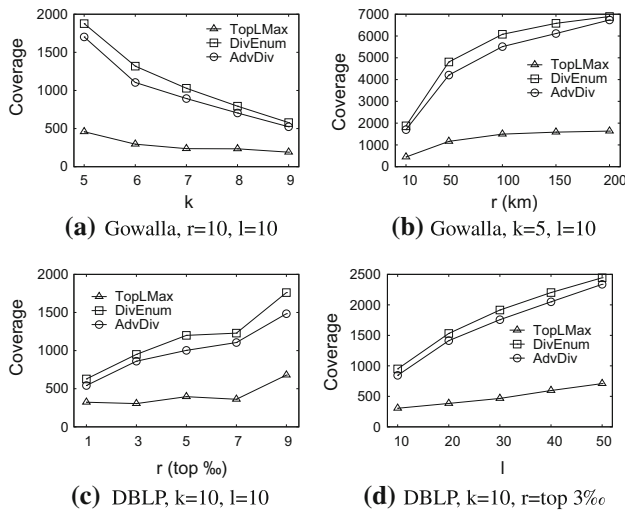 2000
1500
1000
500
0
Coverage
TopLMax
DivEnum
AdvDiv
5 6 7 8 9
k
(a) Gowalla, r=10, l=10
7000
6000
5000
4000
3000
2000
1000
0
Coverage
TopLMax
DivEnum
AdvDiv
10 50 100 150 200
r (km)
(b) Gowalla, k=5, l=10
2000
1500
1000
500
0
Coverage
TopLMax
DivEnum
AdvDiv
1 3 5 7 9
r (top ‰)
(c) DBLP, k=10, l=10
2500
2000
1500
1000
500
0
Coverage
TopLMax
DivEnum
AdvDiv
10 20 30 40 50
l
(d) DBLP, k=10, r=top 3‰